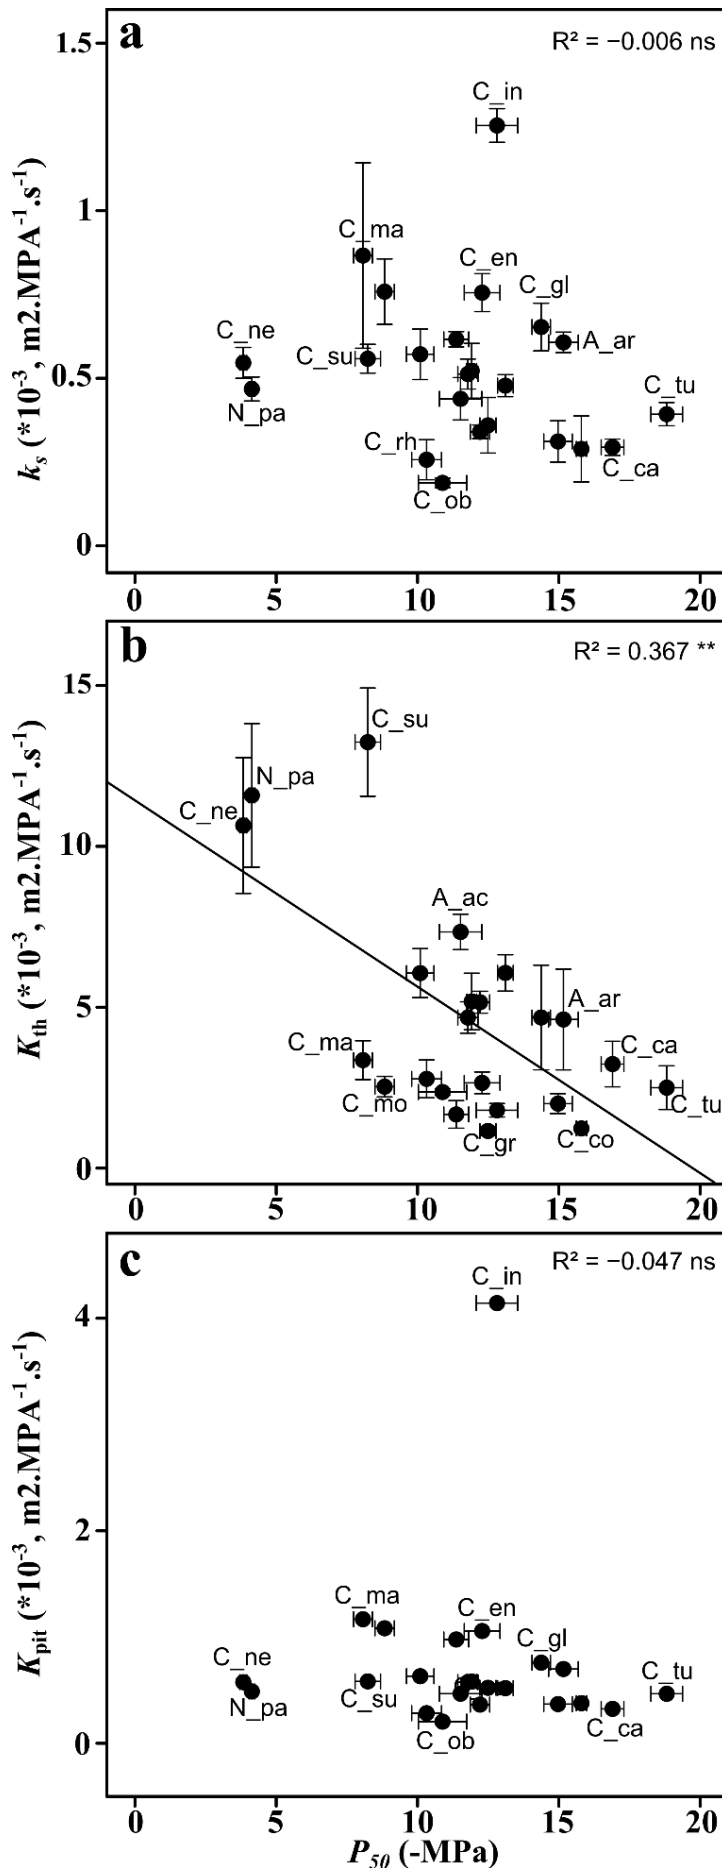 a
R² = −0.006 ns
1.5
1
0.5
0
kₛ (*10⁻³, m2.MPA⁻¹.s⁻¹)
C_in
C_ma
C_en
C_gl
C_ne
C_su
A_ar
N_pa
C_tu
C_rh
C_ca
C_ob
0 5 10 15 20
b
R² = 0.367 **
15
10
5
0
K_th (*10⁻³, m2.MPA⁻¹.s⁻¹)
C_su
N_pa
C_ne
A_ac
A_ar
C_ma
C_ca
C_mo
C_tu
C_gr
C_co
0 5 10 15 20
c
R² = −0.047 ns
4
2
0
K_pit (*10⁻³, m2.MPA⁻¹.s⁻¹)
C_in
C_ma
C_en
C_ne
C_gl
C_tu
N_pa
C_su
C_ob
C_ca
0 5 10 15 20
P₅₀ (-MPa)